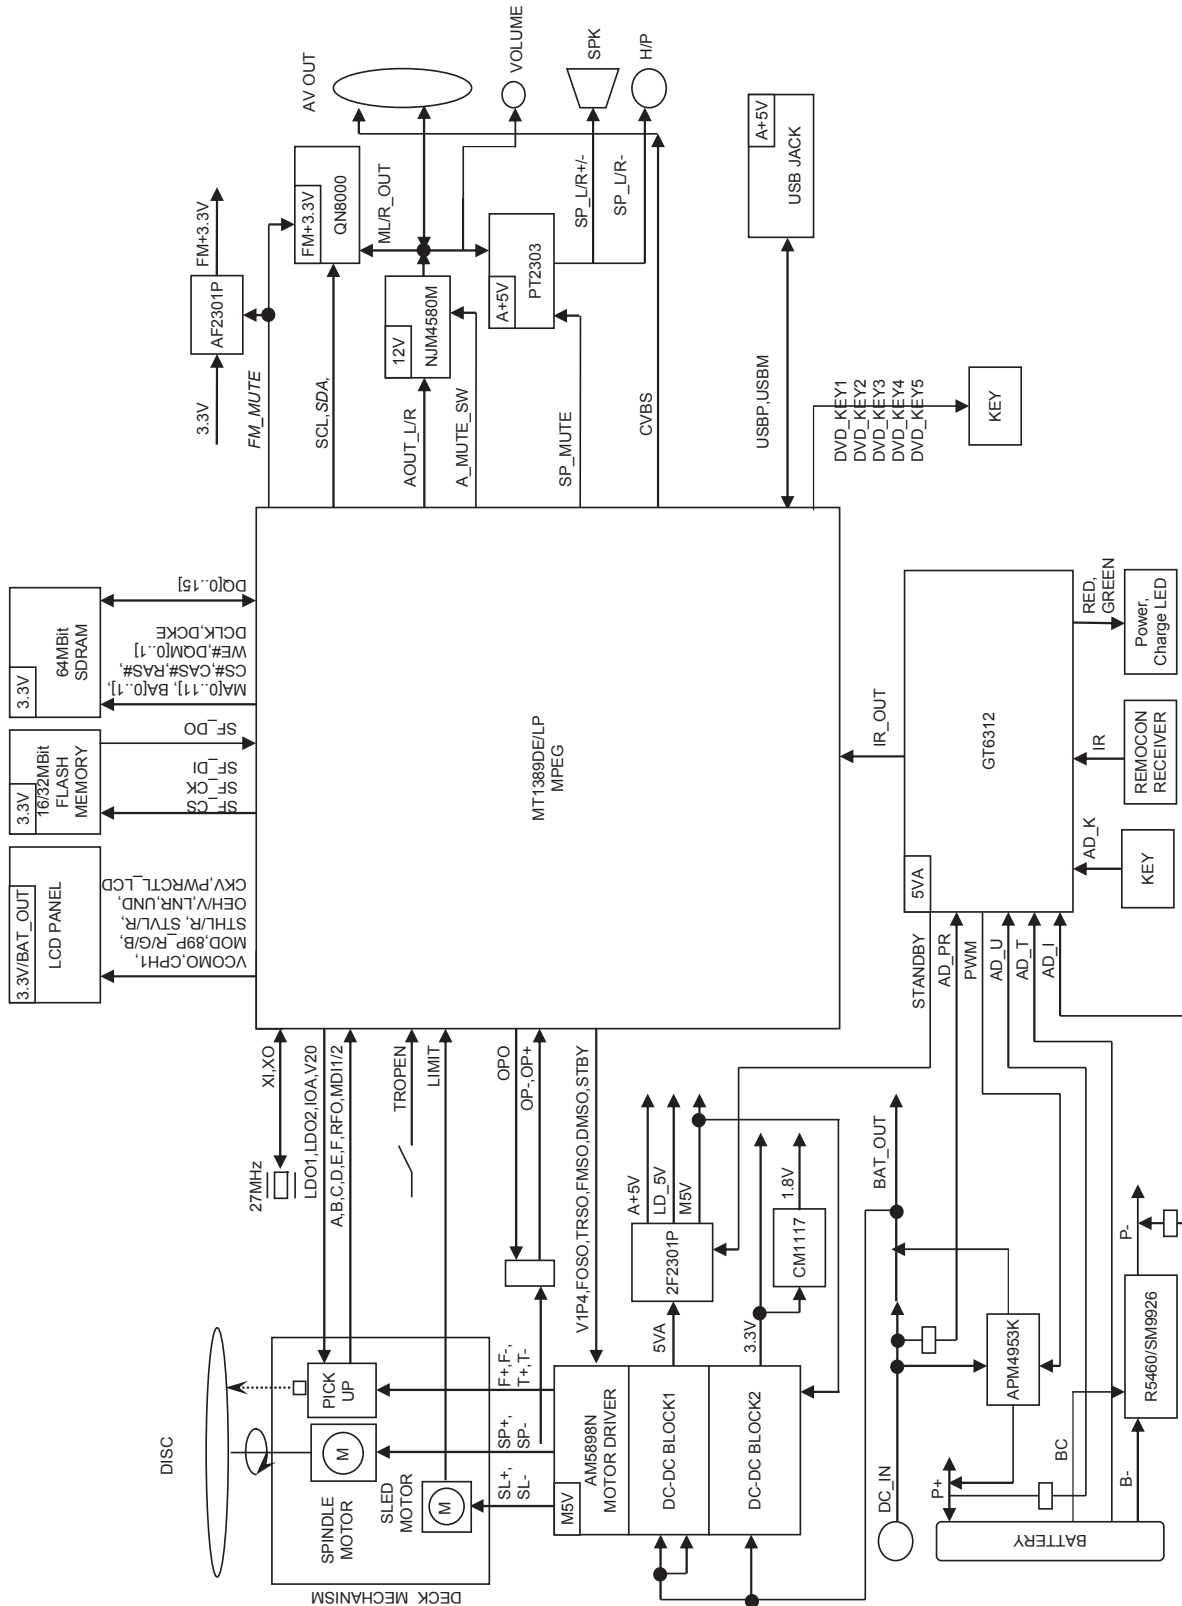 DISC
DECK MECHANISM
SPINDLE
MOTOR
M
PICK
UP
SLED
MOTOR
M
SL+,
SL-
SP+,
SP-
F+,F-,
T+,T-
M5V
AM5898N
MOTOR DRIVER
DC-DC BLOCK1
DC-DC BLOCK2
27MHz
XI,XO
LDO1,LDO2,IOA,V20
A,B,C,D,E,F,RFO,MDI1/2
TROPEN
LIMIT
OPO
OP-,OP+
V1P4,FOSO,TRSO,FMSO,DMSO,STBY
5VA
2F2301P
A+5V
LD_5V
M5V
3.3V
CM1117
1.8V
DC_IN
BAT_OUT
APM4953K
P+
BATTERY
BC
B-
R5460/SM9926
P-
3.3V/BAT_OUT
LCD PANEL
VCOMO,CPH1,
MOD,89P_R/G/B,
STHL/R, STVL/R,
OEH/V,LNR,UND,
CKV,PWRCTL_LCD
3.3V
16/32MBit
FLASH
MEMORY
SF_CS
SF_CK
SF_DI
SF_DO
3.3V
64MBit
SDRAM
MA[0..11], BA[0..1],
CS#,CAS#,RAS#,
WE#,DQM[0..1]
DCLK,DCKE
DQ[0..15]
MT1389DE/LP
MPEG
3.3V
AF2301P
FM+3.3V
FM_MUTE
SCL,SDA,
FM+3.3V
QN8000
ML/R_OUT
AOUT_L/R
12V
NJM4580M
A_MUTE_SW
A+5V
PT2303
SP_MUTE
CVBS
SP_L/R+/-
SP_L/R-
AV OUT
VOLUME
SPK
H/P
USBP,USBM
A+5V
USB JACK
DVD_KEY1
DVD_KEY2
DVD_KEY3
DVD_KEY4
DVD_KEY5
KEY
IR_OUT
5VA
GT6312
STANDBY
AD_PR
PWM
AD_U
AD_T
AD_I
AD_K
KEY
IR
REMOCON
RECEIVER
RED,
GREEN
Power,
Charge LED